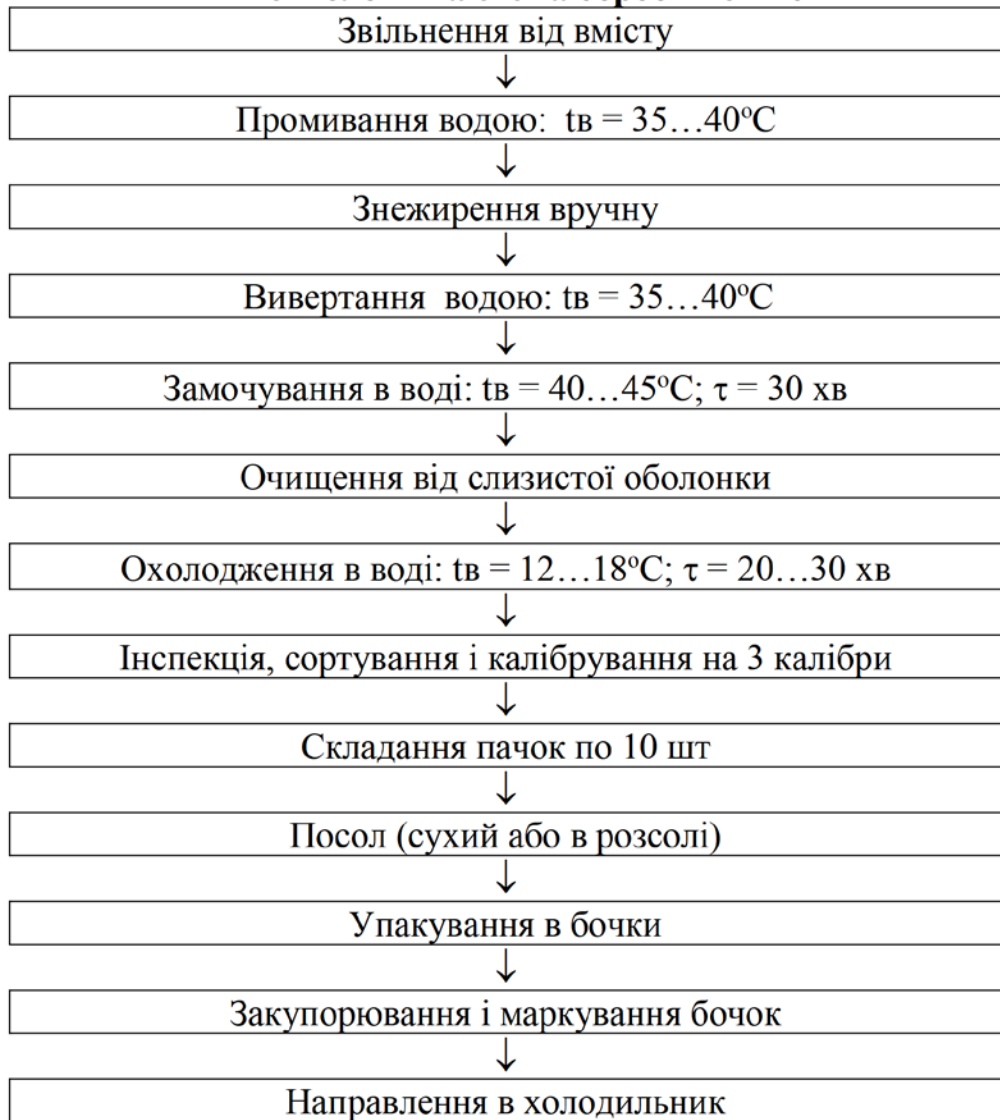 Звільнення від вмісту
↓
Промивання водою: tв = 35…40°С
↓
Знежирення вручну
↓
Вивертання водою: tв = 35…40°С
↓
Замочування в воді: tв = 40…45°С; τ = 30 хв
↓
Очищення від слизистої оболонки
↓
Охолодження в воді: tв = 12…18°С; τ = 20…30 хв
↓
Інспекція, сортування і калібрування на 3 калібри
↓
Складання пачок по 10 шт
↓
Посол (сухий або в розсолі)
↓
Упакування в бочки
↓
Закупорювання і маркування бочок
↓
Направлення в холодильник